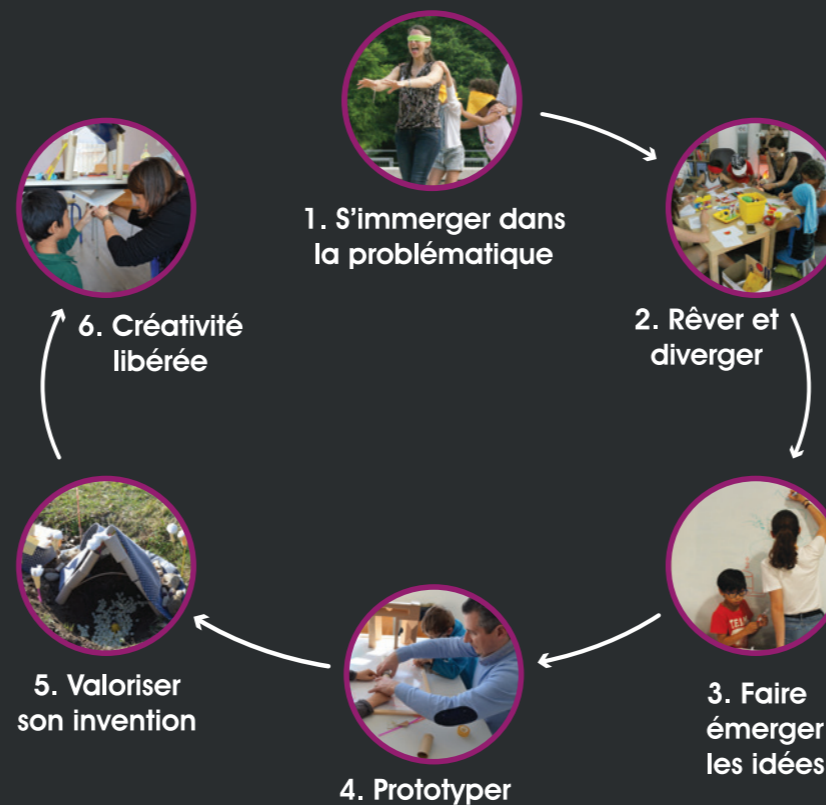 1. S'immerger dans
la problématique
2. Rêver et
diverger
3. Faire
émerger
les idées
4. Prototyper
5. Valoriser
son invention
6. Créativité
libérée